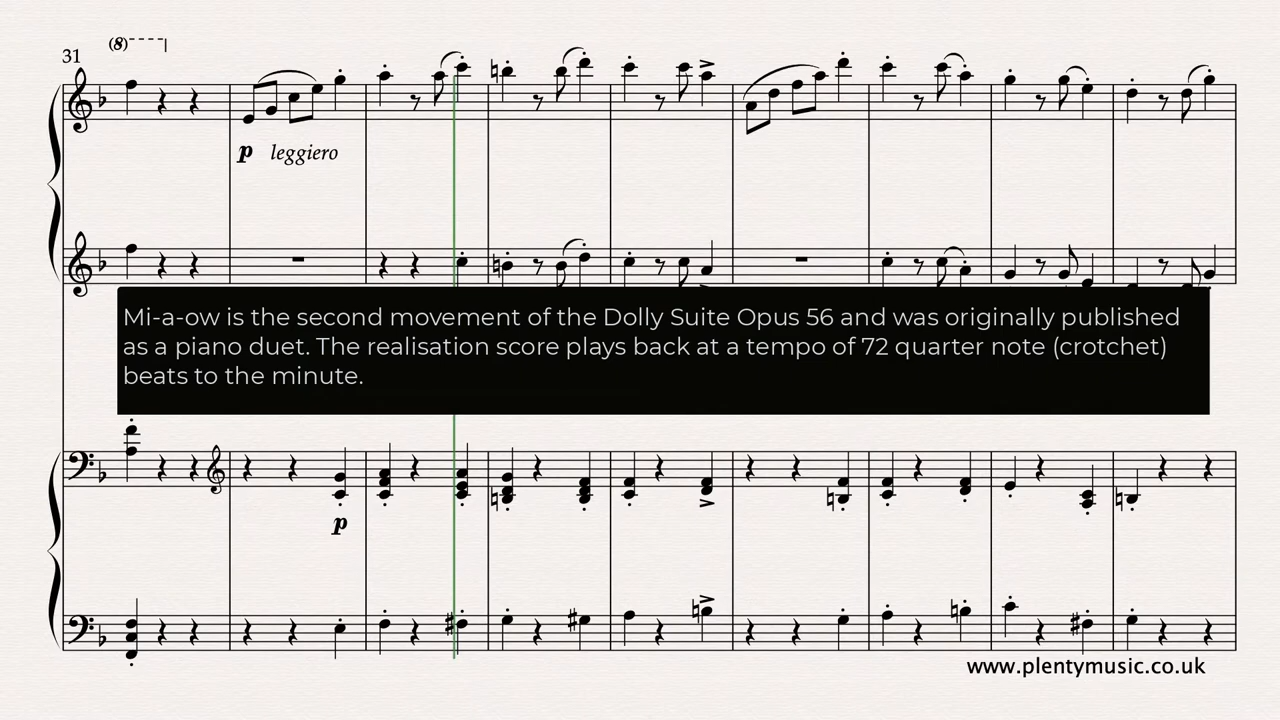 (8)
31
p leggiero
Mi-a-ow is the second movement of the Dolly Suite Opus 56 and was originally published
as a piano duet. The realisation score plays back at a tempo of 72 quarter note (crotchet)
beats to the minute.
p
www.plentymusic.co.uk